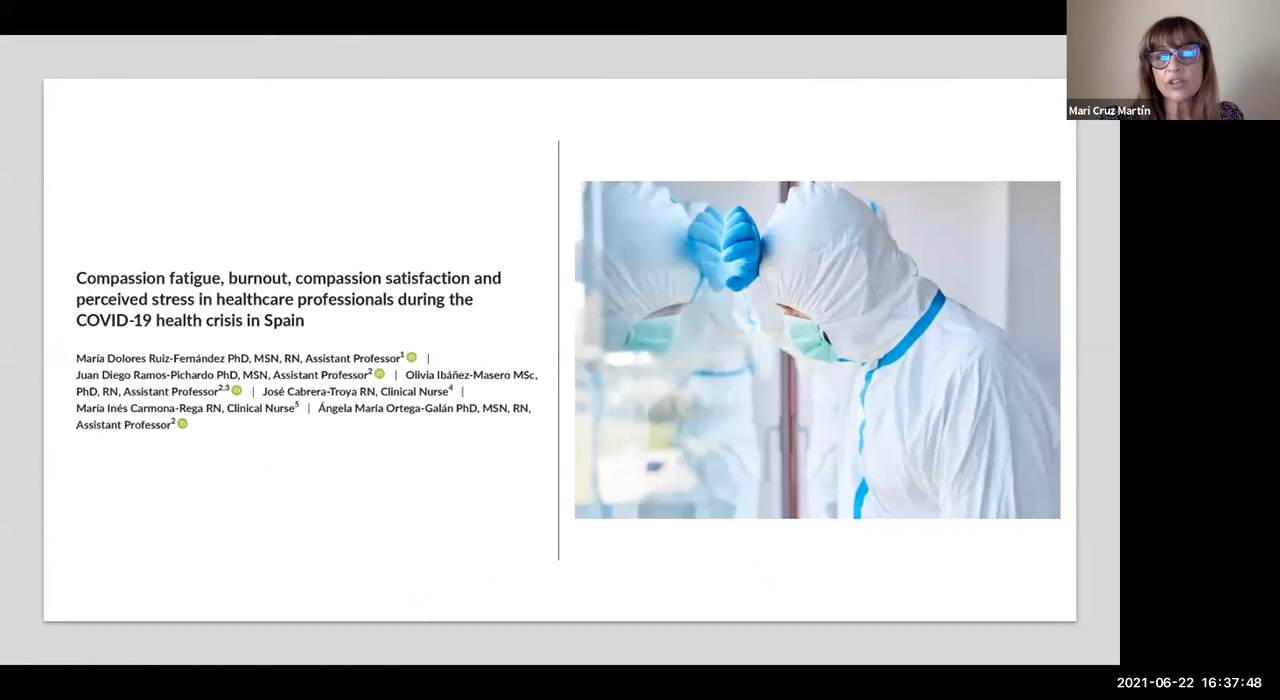 Mari Cruz Martín
Compassion fatigue, burnout, compassion satisfaction and
perceived stress in healthcare professionals during the
COVID-19 health crisis in Spain
María Dolores Ruiz-Fernández PhD, MSN, RN, Assistant Professor1 |
Juan Diego Ramos-Pichardo PhD, MSN, Assistant Professor2 | Olivia Ibáñez-Masero MSc,
PhD, RN, Assistant Professor2,3 | José Cabrera-Troya RN, Clinical Nurse4 |
María Inés Carmona-Rega RN, Clinical Nurse5 | Ángela María Ortega-Galán PhD, MSN, RN,
Assistant Professor2
2021-06-22 16:37:48